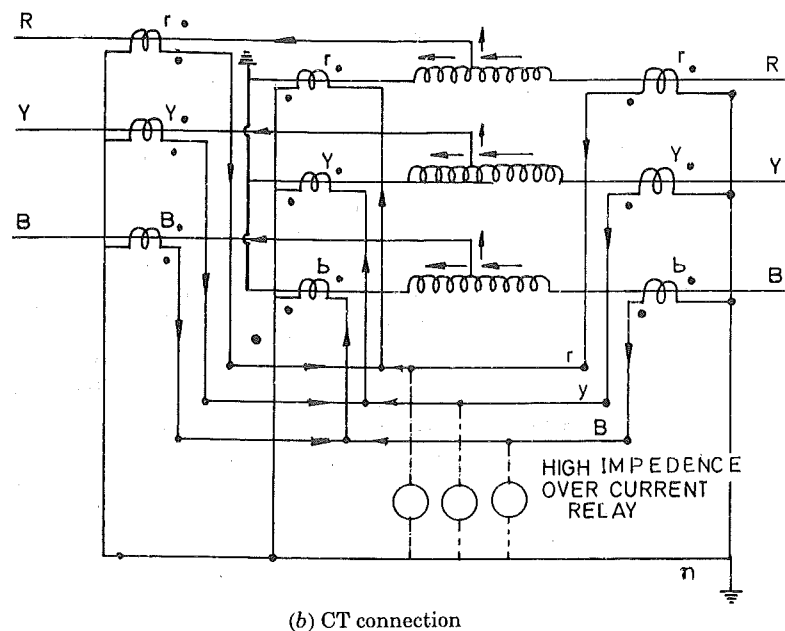 R r
r r R
Y Y
Y Y Y
B B
b b B
r
y
B
HIGH IMPEDENCE
OVER CURRENT
RELAY
n
(b) CT connection